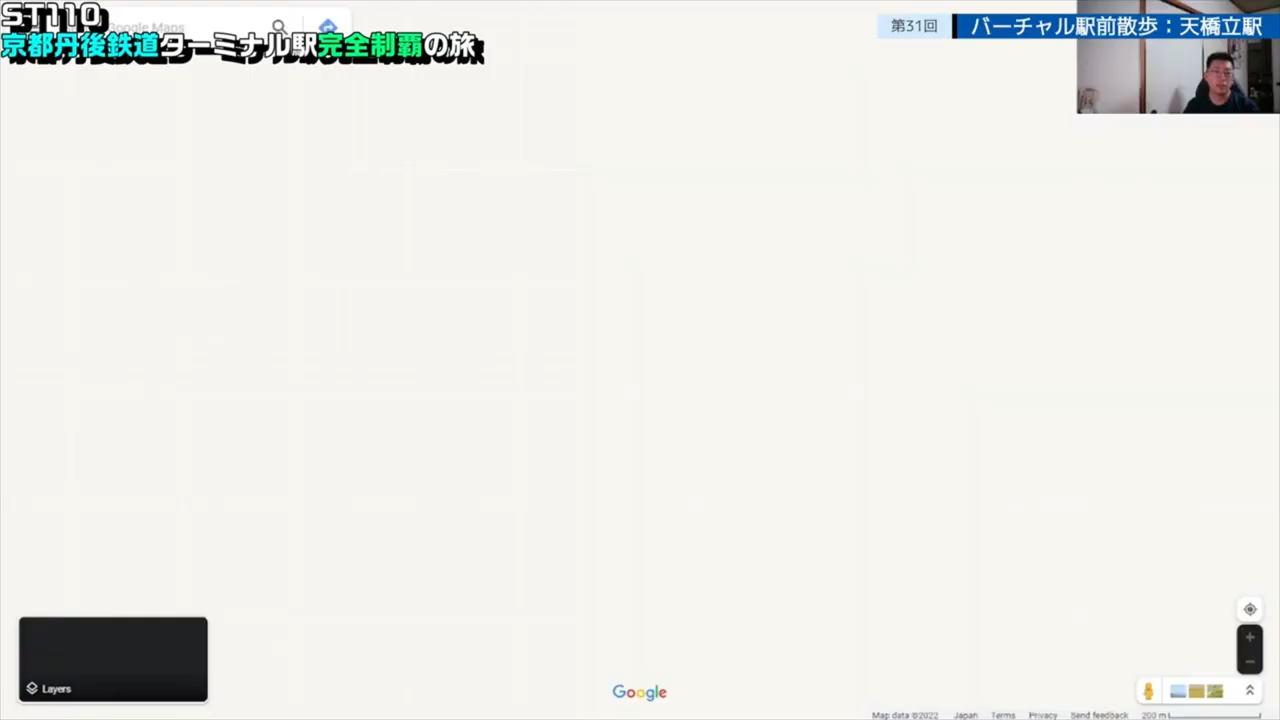 ST110
Google Maps
京都丹後鉄道ターミナル駅完全制覇の旅
第31回
バーチャル駅前散歩：天橋立駅
Layers
Google
Map data ©2022 Japan Terms Privacy Send feedback 200 m